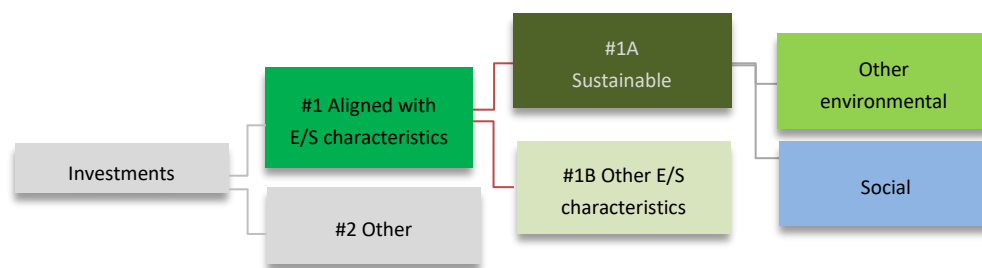 Investments
#1 Aligned with
E/S characteristics
#2 Other
#1A
Sustainable
#1B Other E/S
characteristics
Other
environmental
Social